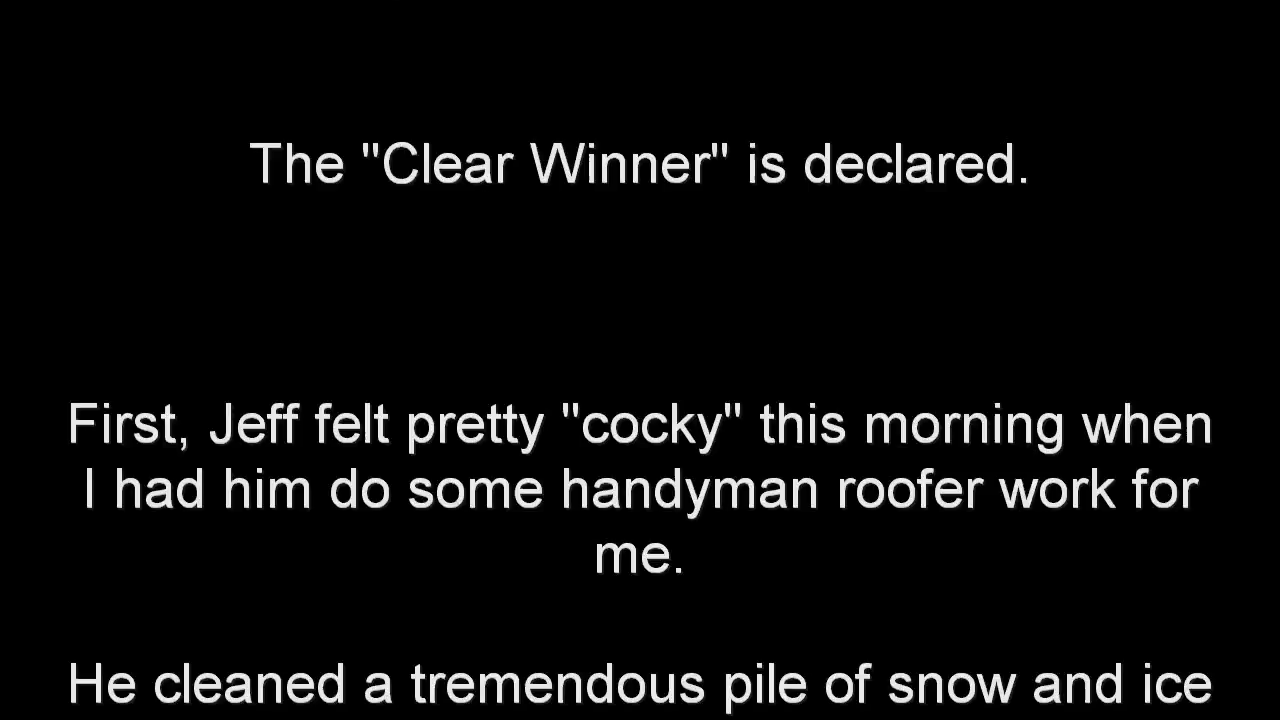 The "Clear Winner" is declared.
First, Jeff felt pretty "cocky" this morning when
I had him do some handyman roofer work for
me.
He cleaned a tremendous pile of snow and ice